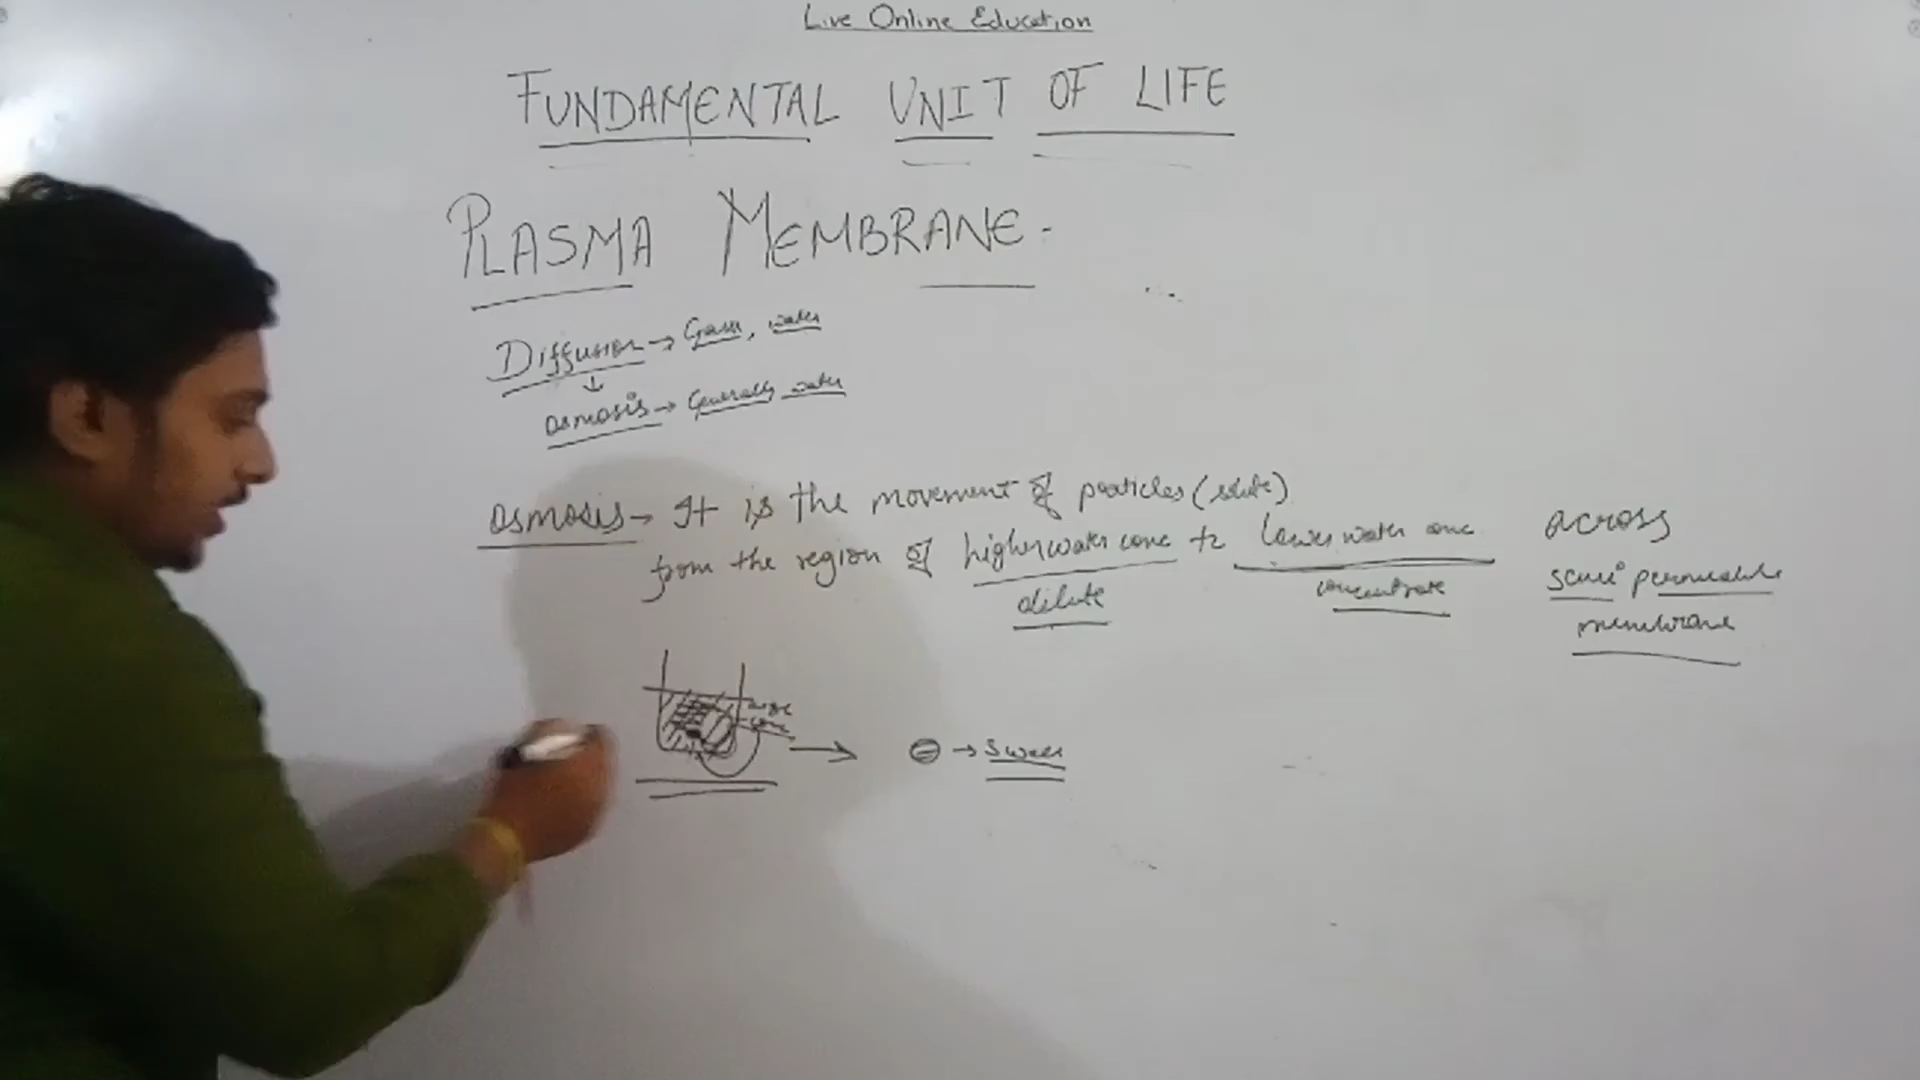 Live Online Education
FUNDAMENTAL UNIT OF LIFE
PLASMA MEMBRANE -
Diffusion → Gases, water
↓
osmosis → Generally water
osmosis → It is the movement of particles (solute)
from the region of higher water conc to lower water conc across
semi permeable
membrane
dilute
concentrate
conc
⊖ → Swell